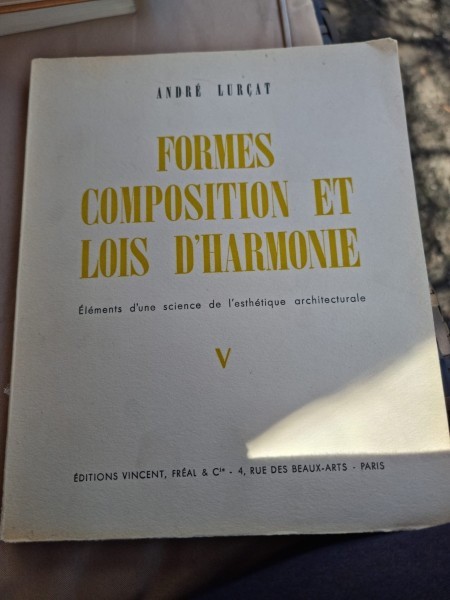 ANDRÉ LURÇAT
FORMES
COMPOSITION ET
LOIS D'HARMONIE
Éléments d'une science de l'esthétique architecturale
V
ÉDITIONS VINCENT, FRÉAL & Cie - 4, RUE DES BEAUX-ARTS - PARIS